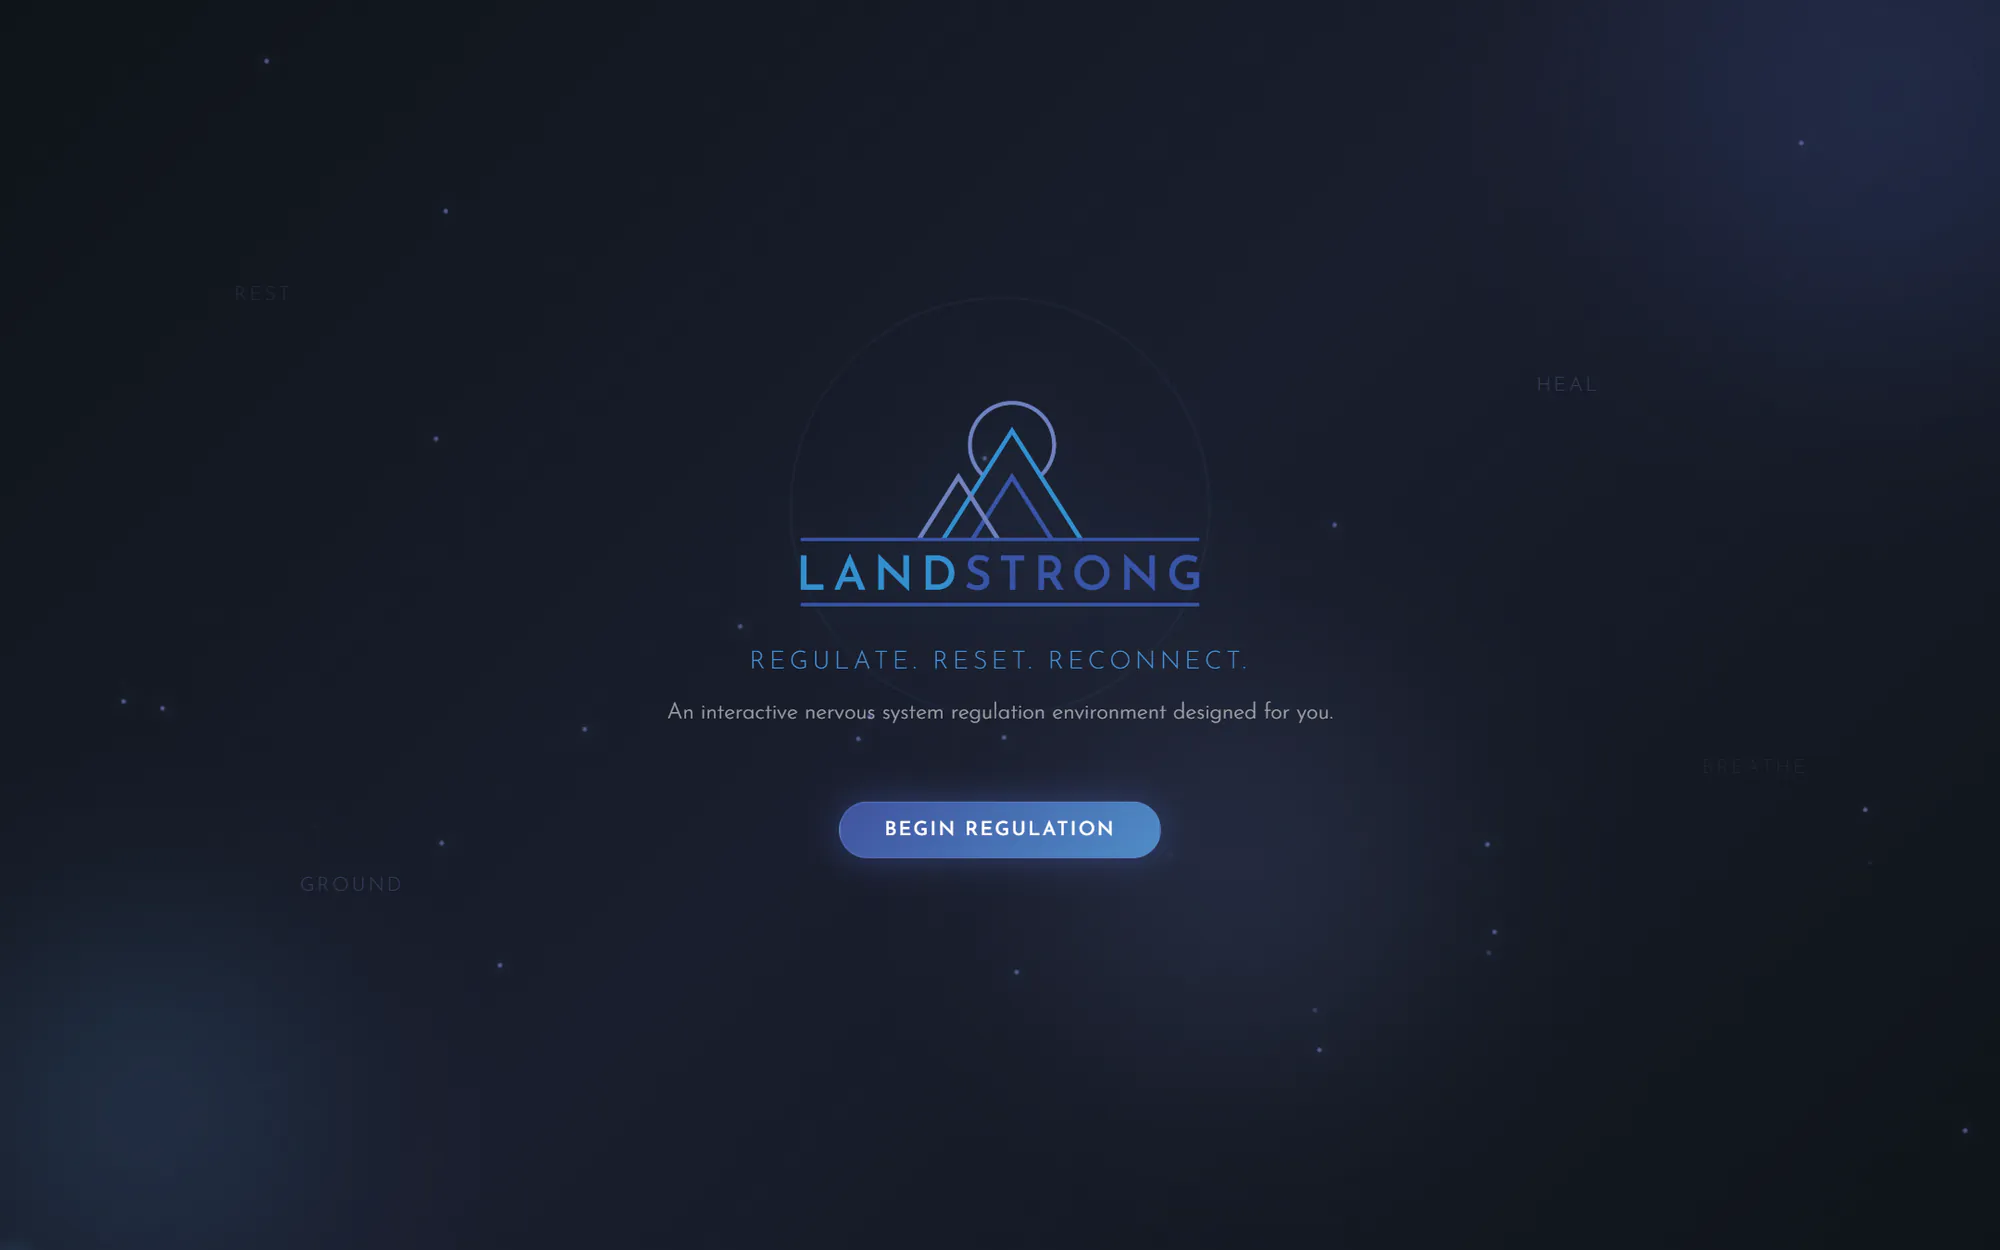 REST
HEAL
LANDSTRONG
REGULATE. RESET. RECONNECT.
An interactive nervous system regulation environment designed for you.
BREATHE
BEGIN REGULATION
GROUND